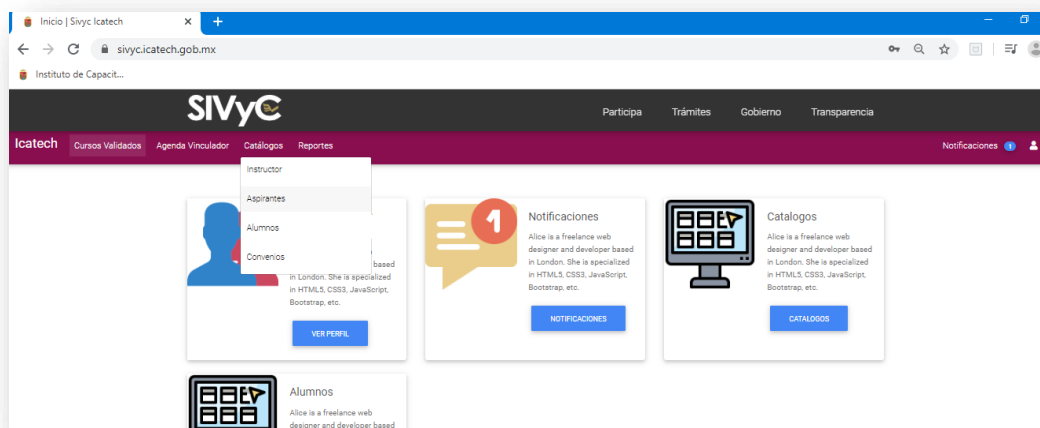 Inicio | Sivyc Icatech
sivyc.icatech.gob.mx
Instituto de Capacit...
SIVyC
Participa Trámites Gobierno Transparencia
Icatech Cursos Validados Agenda Vinculador Catálogos Reportes Notificaciones 1
Instructor
Aspirantes
Alumnos
Convenios
based
in London. She is specialized
in HTML5, CSS3, JavaScript,
Bootstrap, etc.
VER PERFIL
1
Notificaciones
Alice is a freelance web
designer and developer based
in London. She is specialized
in HTML5, CSS3, JavaScript,
Bootstrap, etc.
NOTIFICACIONES
Catalogos
Alice is a freelance web
designer and developer based
in London. She is specialized
in HTML5, CSS3, JavaScript,
Bootstrap, etc.
CATALOGOS
Alumnos
Alice is a freelance web
designer and developer based